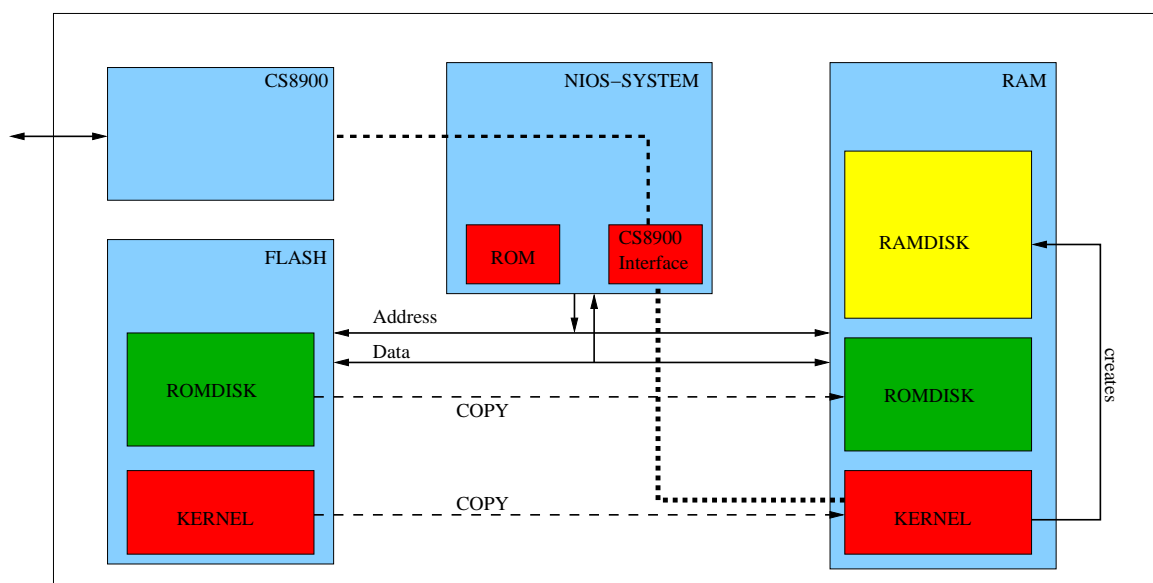 CS8900
NIOS−SYSTEM
RAM
ROM
CS8900
Interface
RAMDISK
FLASH
Address
Data
creates
ROMDISK
COPY
ROMDISK
KERNEL
COPY
KERNEL